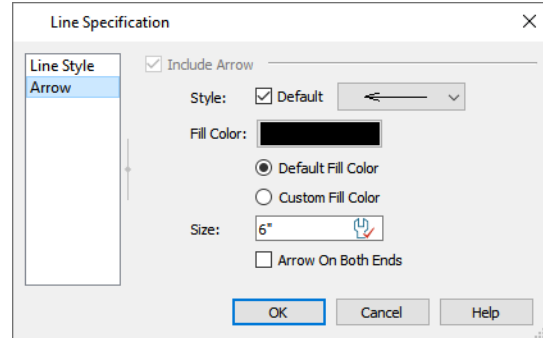 Line Specification
Line Style
Arrow
Include Arrow
Style: Default
Fill Color:
Default Fill Color
Custom Fill Color
Size: 6"
Arrow On Both Ends
OK Cancel Help